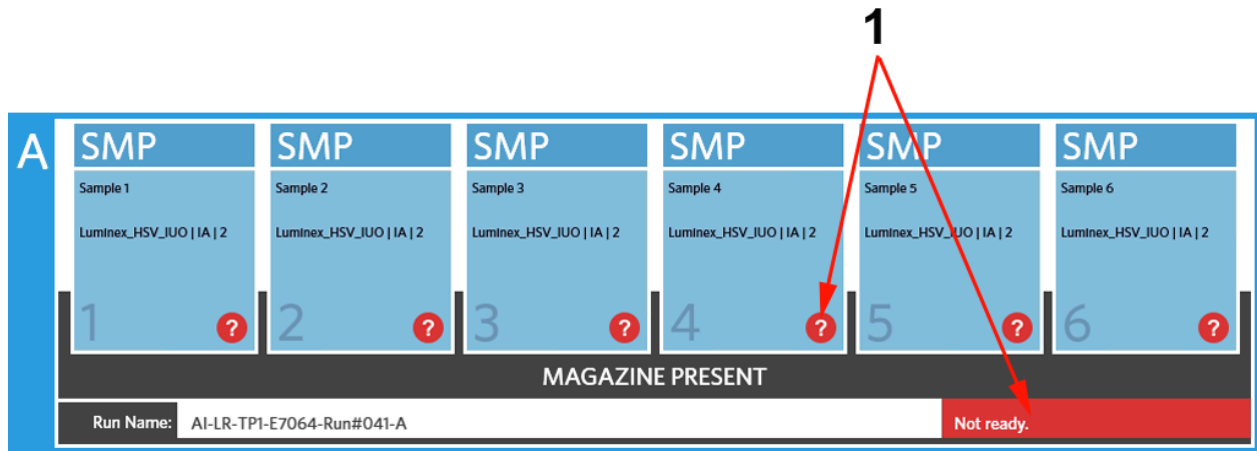 1
A
SMP SMP SMP SMP SMP SMP
Sample 1 Sample 2 Sample 3 Sample 4 Sample 5 Sample 6
Luminex_HSV_IUO | IA | 2 Luminex_HSV_IUO | IA | 2 Luminex_HSV_IUO | IA | 2 Luminex_HSV_IUO | IA | 2 Luminex_HSV_IUO | IA | 2 Luminex_HSV_IUO | IA | 2
1 ? 2 ? 3 ? 4 ? 5 ? 6 ?
MAGAZINE PRESENT
Run Name: AI-LR-TP1-E7064-Run#041-A Not ready.